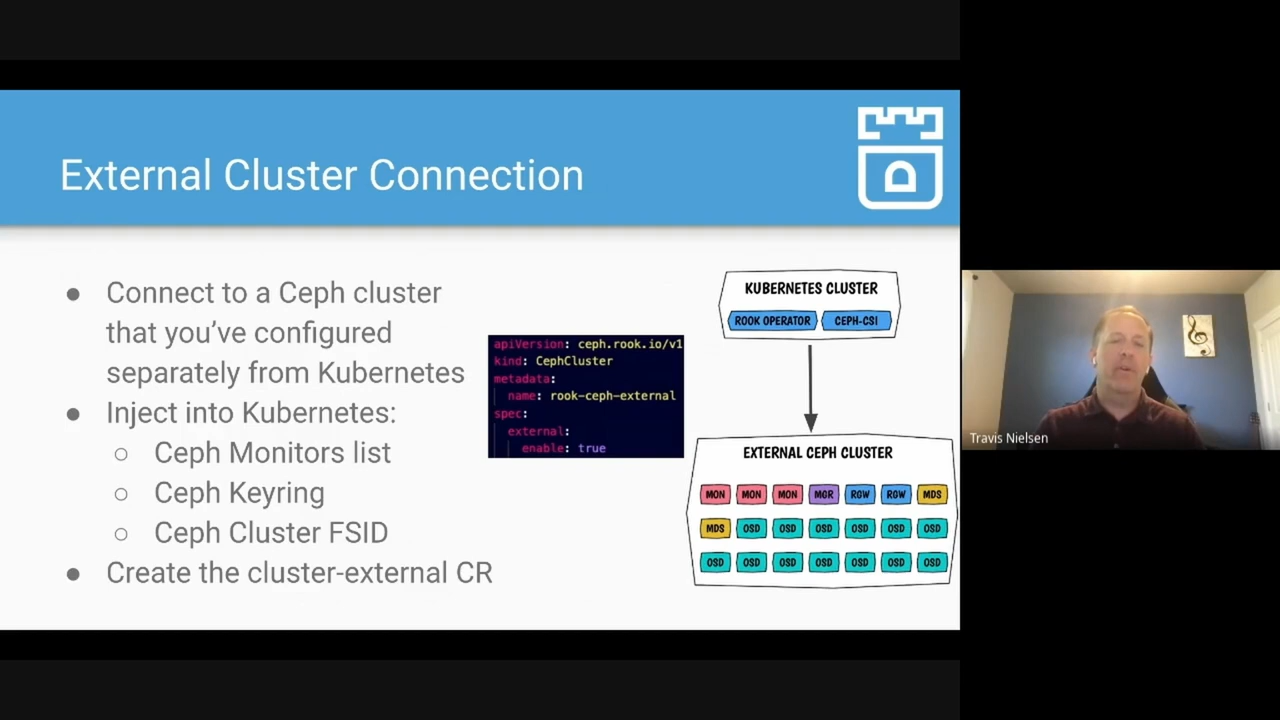 External Cluster Connection
● Connect to a Ceph cluster
that you’ve configured
separately from Kubernetes
● Inject into Kubernetes:
○ Ceph Monitors list
○ Ceph Keyring
○ Ceph Cluster FSID
● Create the cluster-external CR
apiVersion: ceph.rook.io/v1
kind: CephCluster
metadata:
name: rook-ceph-external
spec:
external:
enable: true
KUBERNETES CLUSTER
ROOK OPERATOR CEPH-CSI
EXTERNAL CEPH CLUSTER
MON MON MON MGR RGW RGW MDS
MDS OSD OSD OSD OSD OSD OSD
OSD OSD OSD OSD OSD OSD OSD
Travis Nielsen